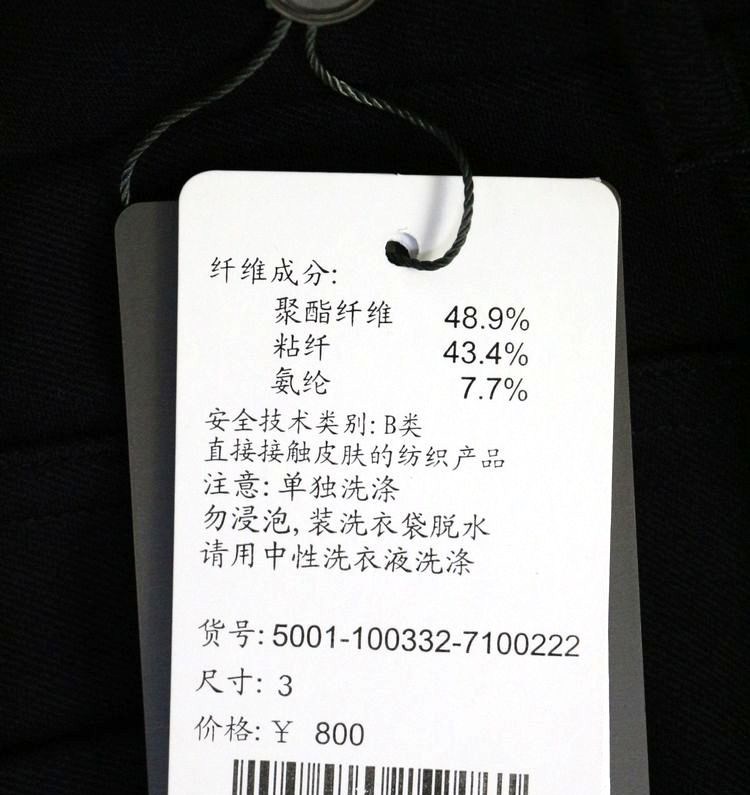 纤维成分:
聚酯纤维 48.9%
粘纤 43.4%
氨纶 7.7%
安全技术类别: B类
直接接触皮肤的纺织产品
注意: 单独洗涤
勿浸泡, 装洗衣袋脱水
请用中性洗衣液洗涤
货号: 5001-100332-7100222
尺寸: 3
价格: ¥ 800